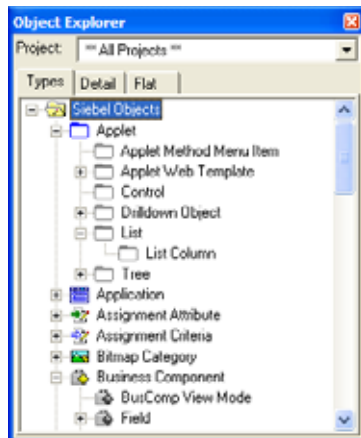 Object Explorer
Project: ** All Projects **
Types Detail Flat
Siebel Objects
Applet
Applet Method Menu Item
Applet Web Template
Control
Drilldown Object
List
List Column
Tree
Application
Assignment Attribute
Assignment Criteria
Bitmap Category
Business Component
BusComp View Mode
Field